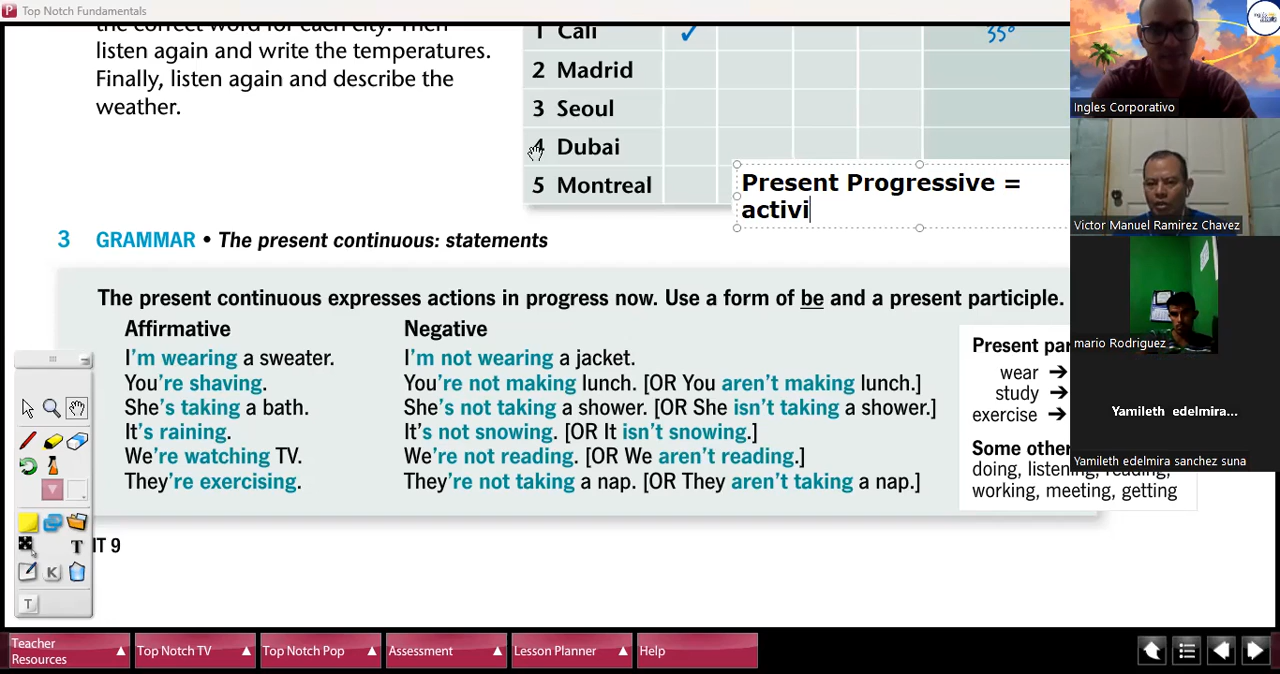 Top Notch Fundamentals
the correct word for each city. Then
listen again and write the temperatures.
Finally, listen again and describe the
weather.
1 Cali ✓ 35°
2 Madrid
3 Seoul
4 Dubai
5 Montreal
Present Progressive =
activi
Ingles Corporativo
Victor Manuel Ramirez Chavez
mario Rodriguez
Yamileth edelmira...
Yamileth edelmira sanchez suna
3 GRAMMAR • The present continuous: statements
The present continuous expresses actions in progress now. Use a form of be and a present participle.
Affirmative
I'm wearing a sweater.
You're shaving.
She's taking a bath.
It's raining.
We're watching TV.
They're exercising.
Negative
I'm not wearing a jacket.
You're not making lunch. [OR You aren't making lunch.]
She's not taking a shower. [OR She isn't taking a shower.]
It's not snowing. [OR It isn't snowing.]
We're not reading. [OR We aren't reading.]
They're not taking a nap. [OR They aren't taking a nap.]
Present par
wear →
study →
exercise →
Some other
doing, listening, reading,
working, meeting, getting
IT 9
T
K
T
Teacher
Resources
Top Notch TV
Top Notch Pop
Assessment
Lesson Planner
Help